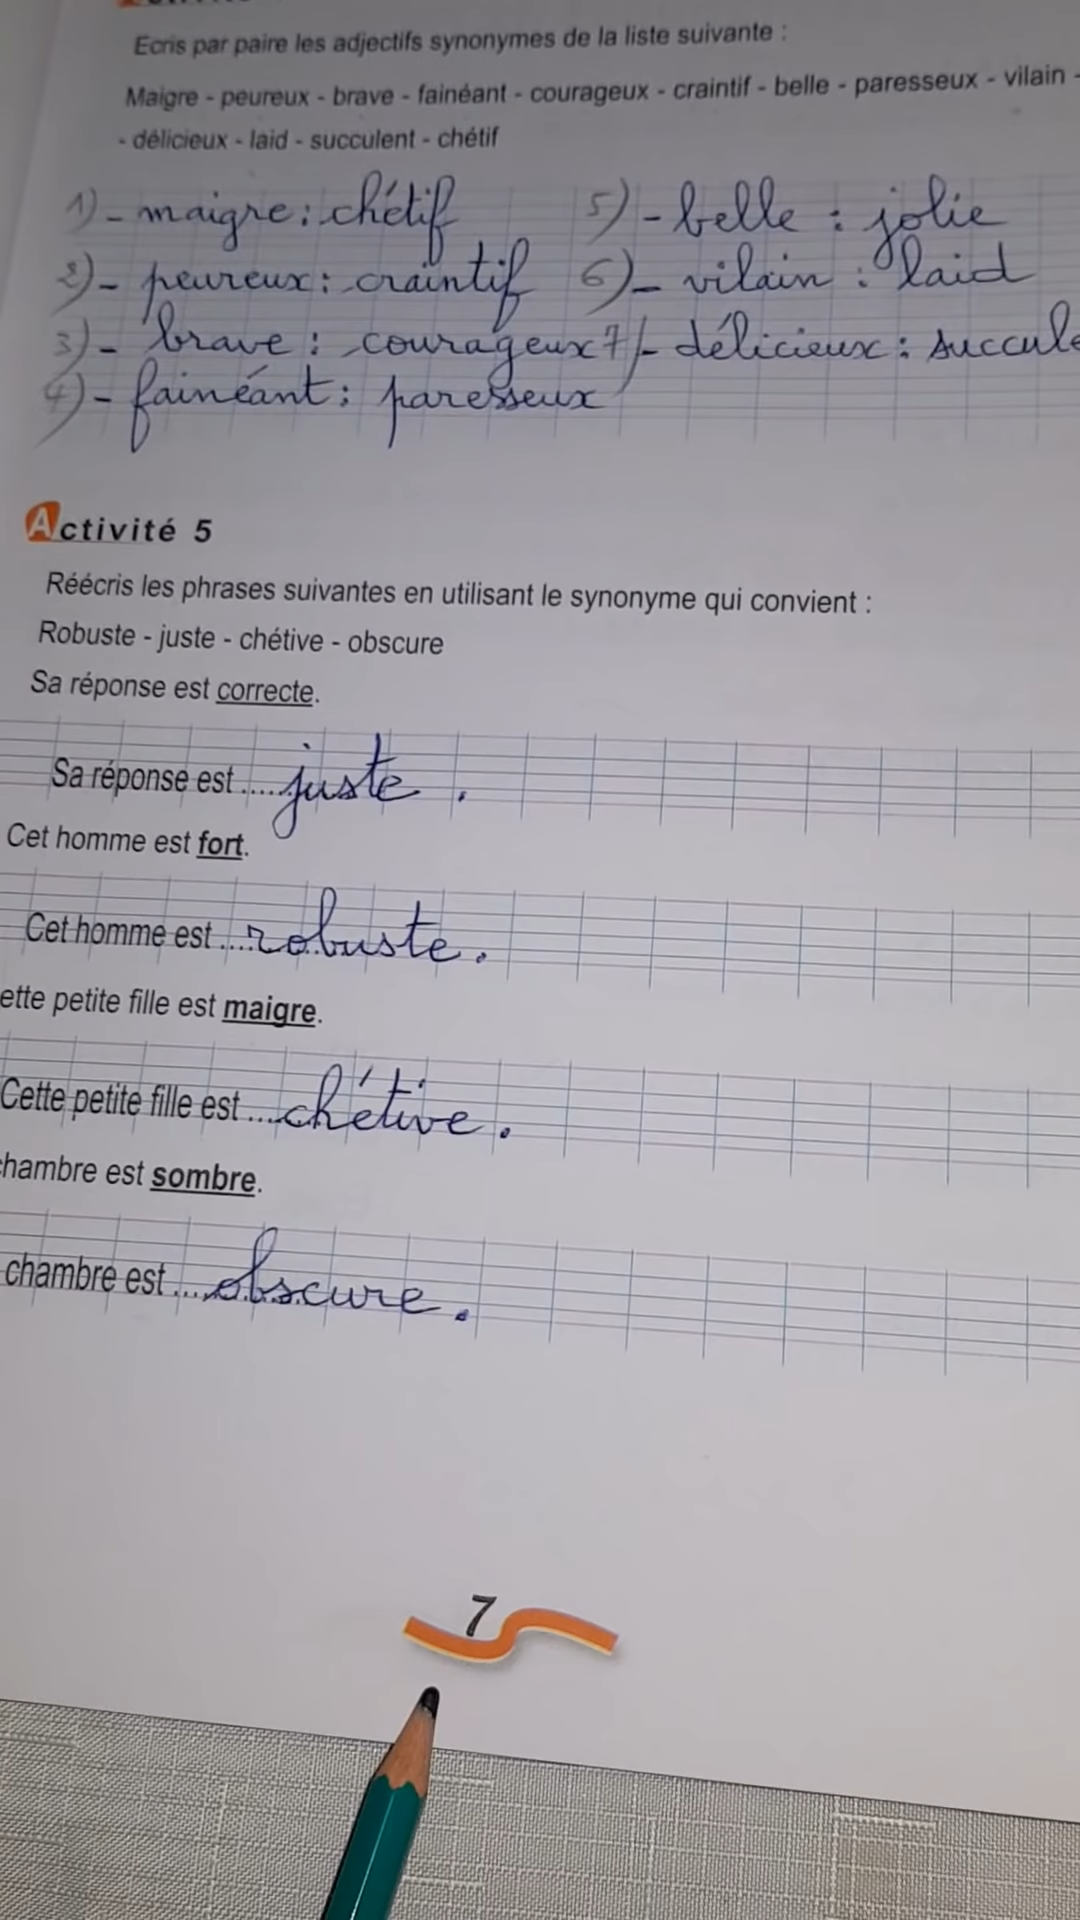 Ecris par paire les adjectifs synonymes de la liste suivante :
Maigre - peureux - brave - fainéant - courageux - craintif - belle - paresseux - vilain -
- délicieux - laid - succulent - chétif
1) - maigre : chétif 5) - belle : jolie
2) - peureux : craintif 6) - vilain : laid
3) - brave : courageux 7) - délicieux : succule
4) - fainéant : paresseux
Activité 5
Réécris les phrases suivantes en utilisant le synonyme qui convient :
Robuste - juste - chétive - obscure
Sa réponse est correcte.
Sa réponse est ..... juste .
Cet homme est fort.
Cet homme est .... robuste .
ette petite fille est maigre.
Cette petite fille est .... chétive .
chambre est sombre.
chambre est .... obscure .
7